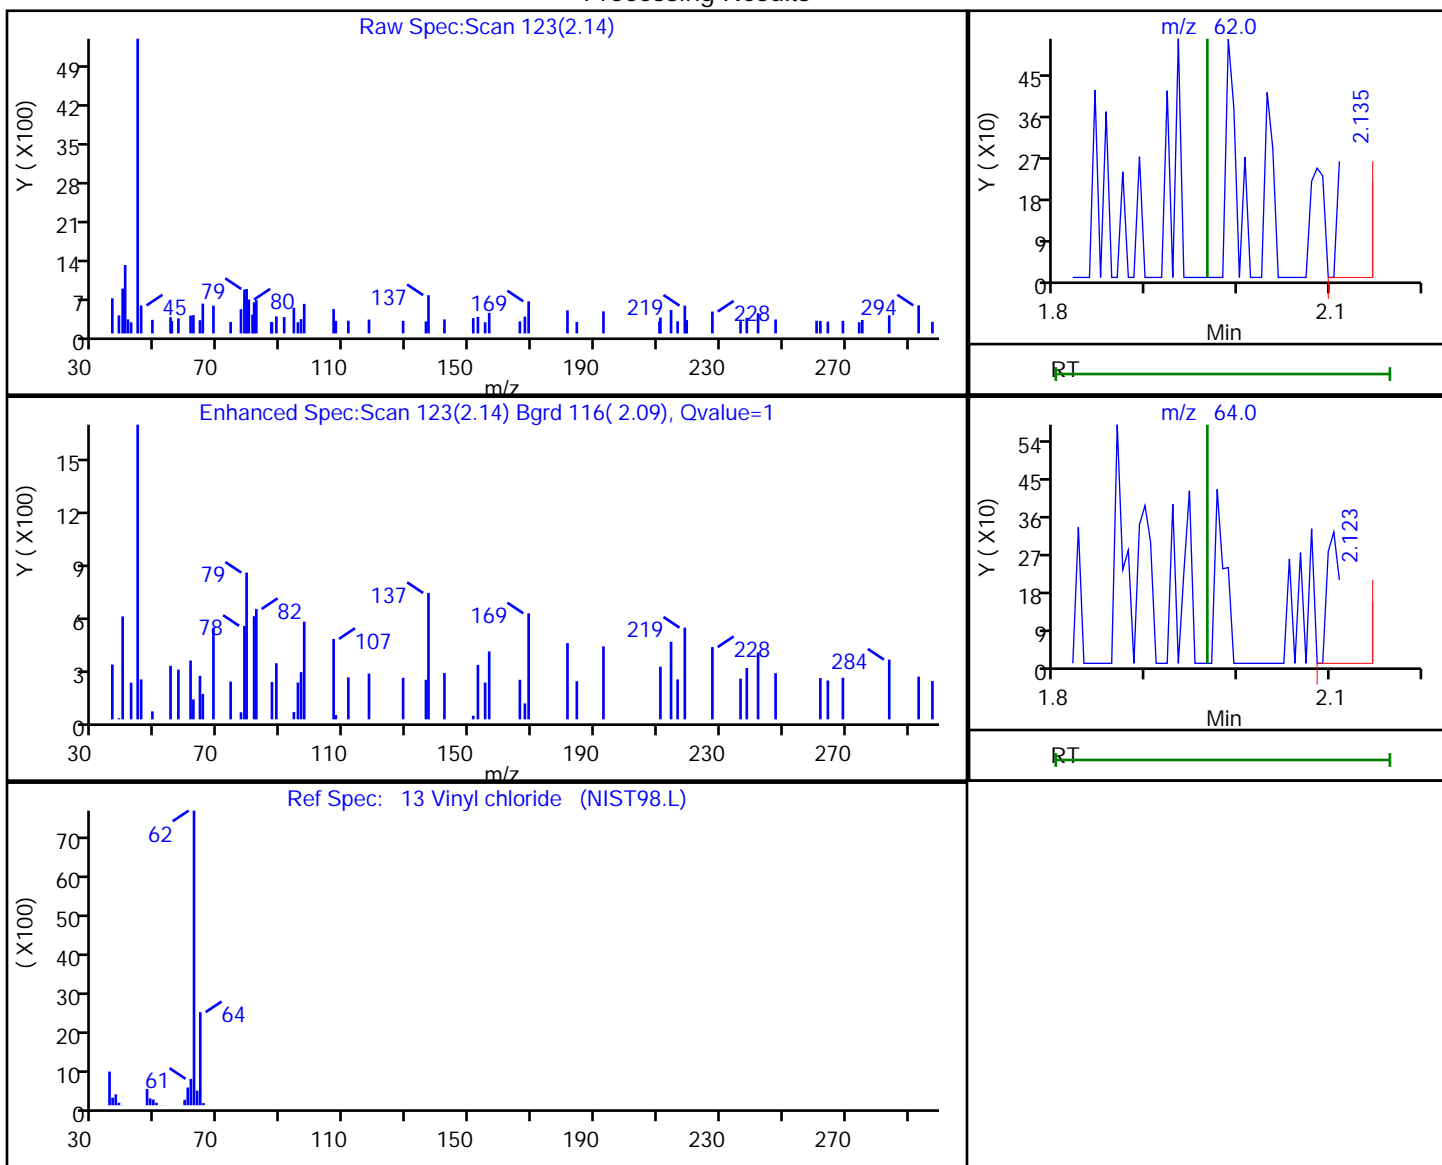 Processing Results
Raw Spec:Scan 123(2.14)
Y ( X100)
49
42
35
28
21
14
7
0
45
79
80
137
169
219
228
294
30 70 110 150 190 230 270
m/z
m/z 62.0
Y ( X10)
45
36
27
18
9
0
2.135
1.8 2.1
Min
RT
Enhanced Spec:Scan 123(2.14) Bgrd 116( 2.09), Qvalue=1
Y ( X100)
15
12
9
6
3
0
79
78
82
107
137
169
219
228
284
30 70 110 150 190 230 270
m/z
m/z 64.0
Y ( X10)
54
45
36
27
18
9
0
2.123
1.8 2.1
Min
RT
Ref Spec: 13 Vinyl chloride (NIST98.L)
( X100)
70
60
50
40
30
20
10
0
62
64
61
30 70 110 150 190 230 270